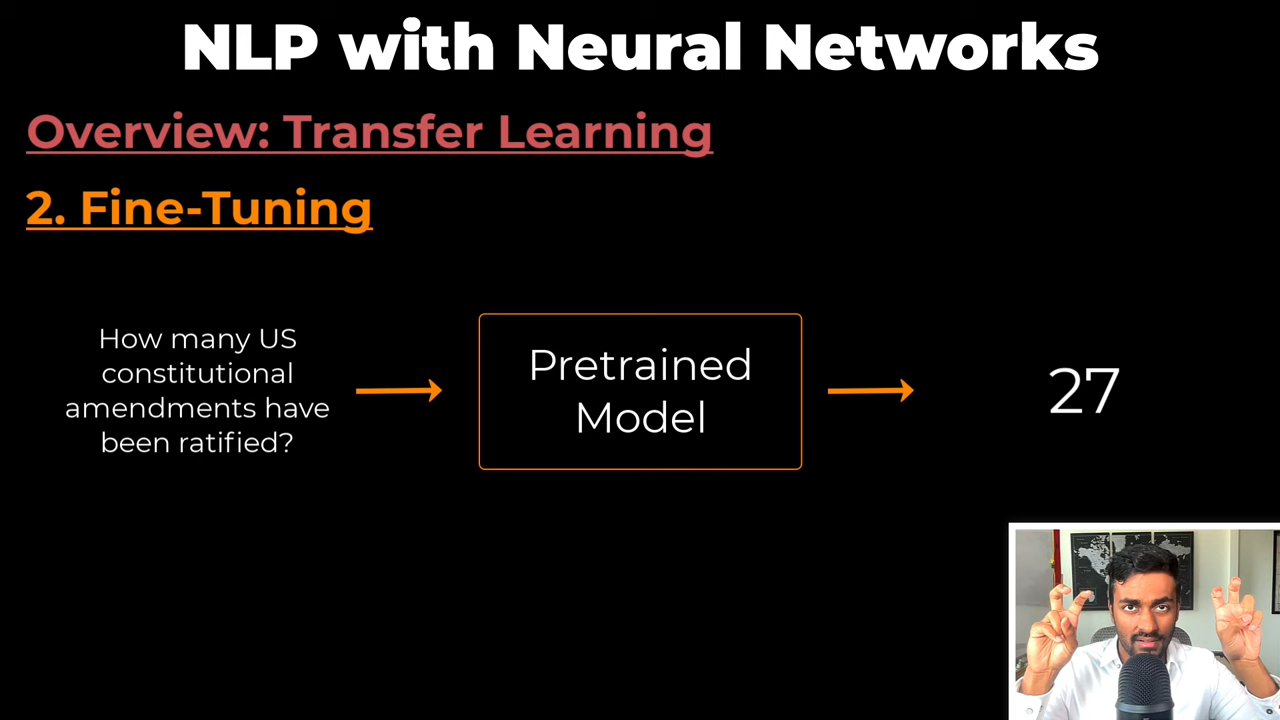 NLP with Neural Networks
Overview: Transfer Learning
2. Fine-Tuning
How many US
constitutional
amendments have
been ratified?
Pretrained
Model
27